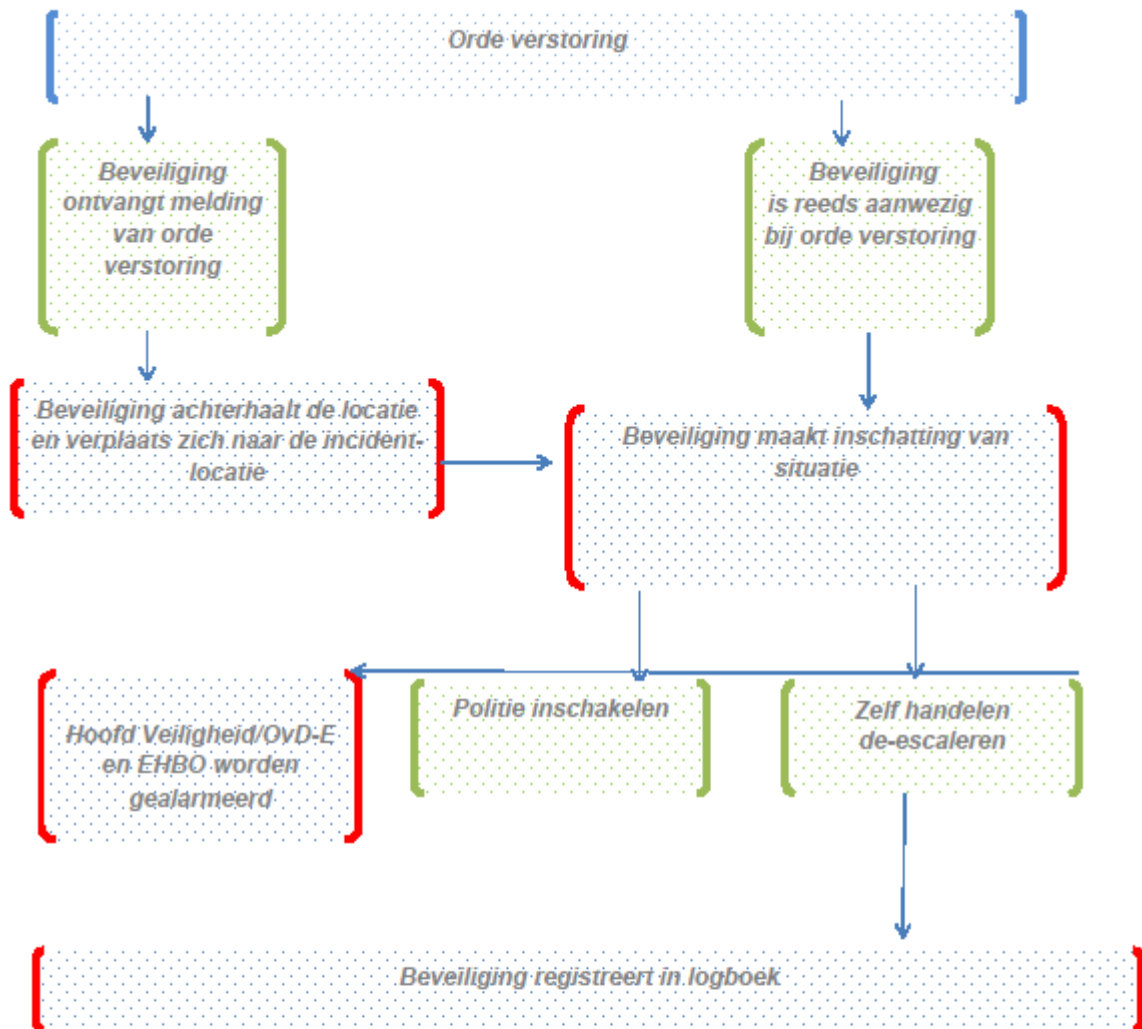 Orde verstoring
Beveiliging
ontvangt melding
van orde
verstoring
Beveiliging
is reeds aanwezig
bij orde verstoring
Beveiliging achterhaalt de locatie
en verplaats zich naar de incident-
locatie
Beveiliging maakt inschatting van
situatie
Hoofd Veiligheid/OvD-E
en EHBO worden
gealarmeerd
Politie inschakelen
Zelf handelen
de-escaleren
Beveiliging registreert in logboek